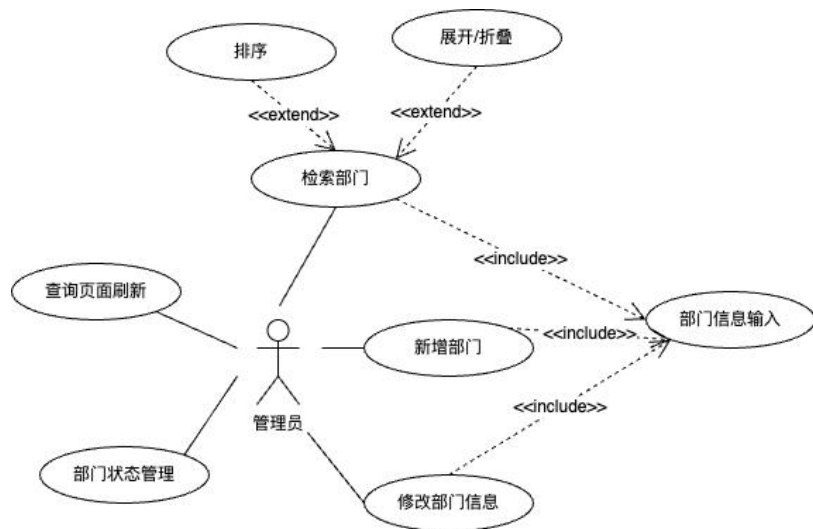 排序
展开/折叠
<<extend>>
<<extend>>
检索部门
<<include>>
查询页面刷新
部门信息输入
新增部门
<<include>>
<<include>>
管理员
部门状态管理
修改部门信息